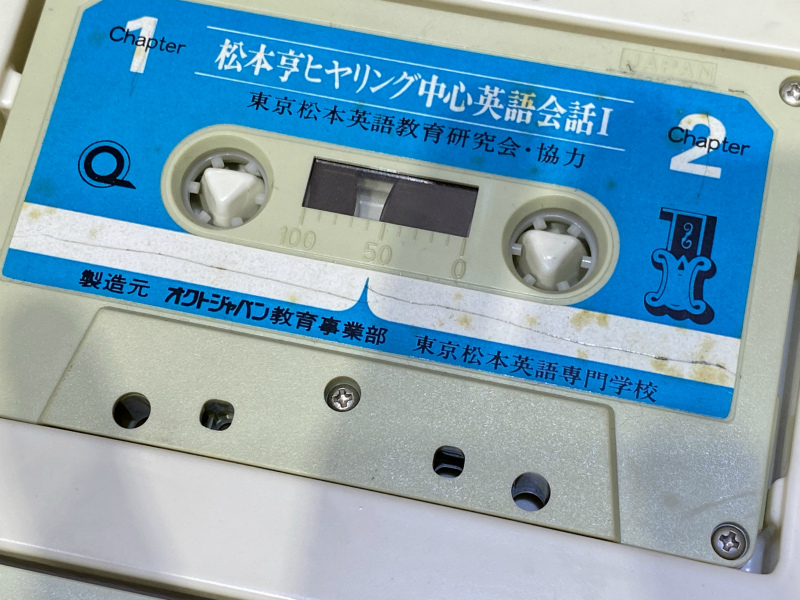 Chapter 1
松本亨ヒヤリング中心英語会話I
東京松本英語教育研究会・協力
Chapter 2
100 50 0
1
製造元 オクトジャパン教育事業部
東京松本英語専門学校